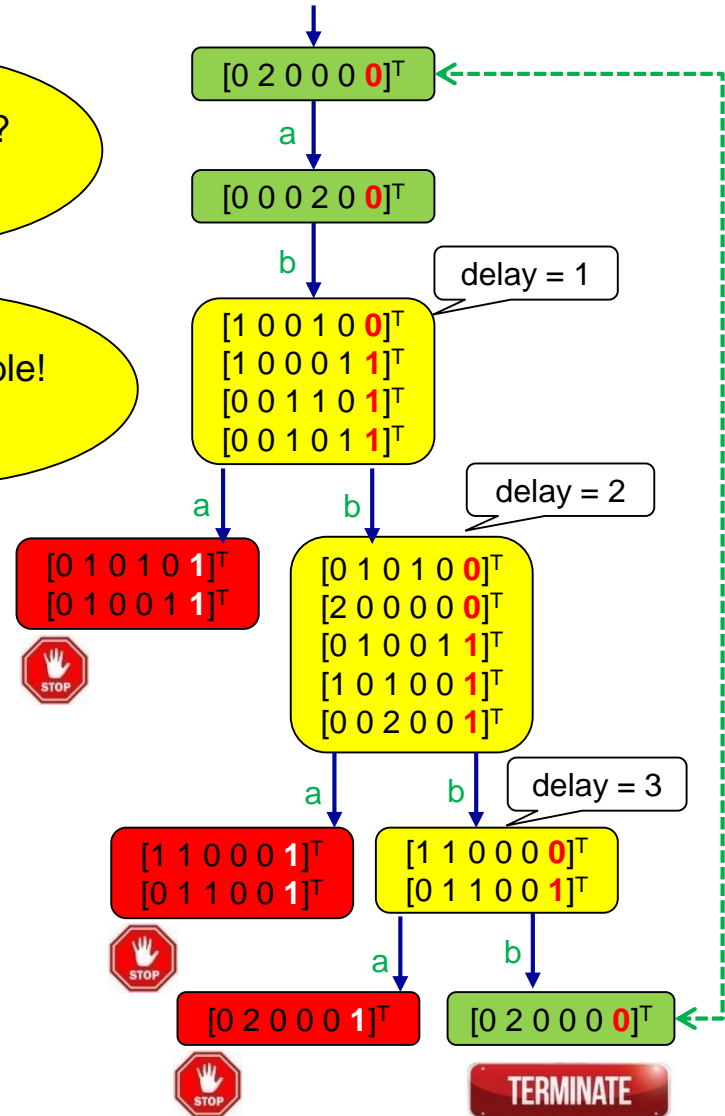 [0 2 0 0 0 0]ᵀ
?
a
[0 0 0 2 0 0]ᵀ
b
delay = 1
[1 0 0 1 0 0]ᵀ
[1 0 0 0 1 1]ᵀ
[0 0 1 1 0 1]ᵀ
[0 0 1 0 1 1]ᵀ
ole!
a
b
delay = 2
[0 1 0 1 0 1]ᵀ
[0 1 0 0 1 1]ᵀ
STOP
[0 1 0 1 0 0]ᵀ
[2 0 0 0 0 0]ᵀ
[0 1 0 0 1 1]ᵀ
[1 0 1 0 0 1]ᵀ
[0 0 2 0 0 1]ᵀ
a
b
delay = 3
[1 1 0 0 0 1]ᵀ
[0 1 1 0 0 1]ᵀ
STOP
[1 1 0 0 0 0]ᵀ
[0 1 1 0 0 1]ᵀ
a
b
[0 2 0 0 0 1]ᵀ
STOP
[0 2 0 0 0 0]ᵀ
TERMINATE